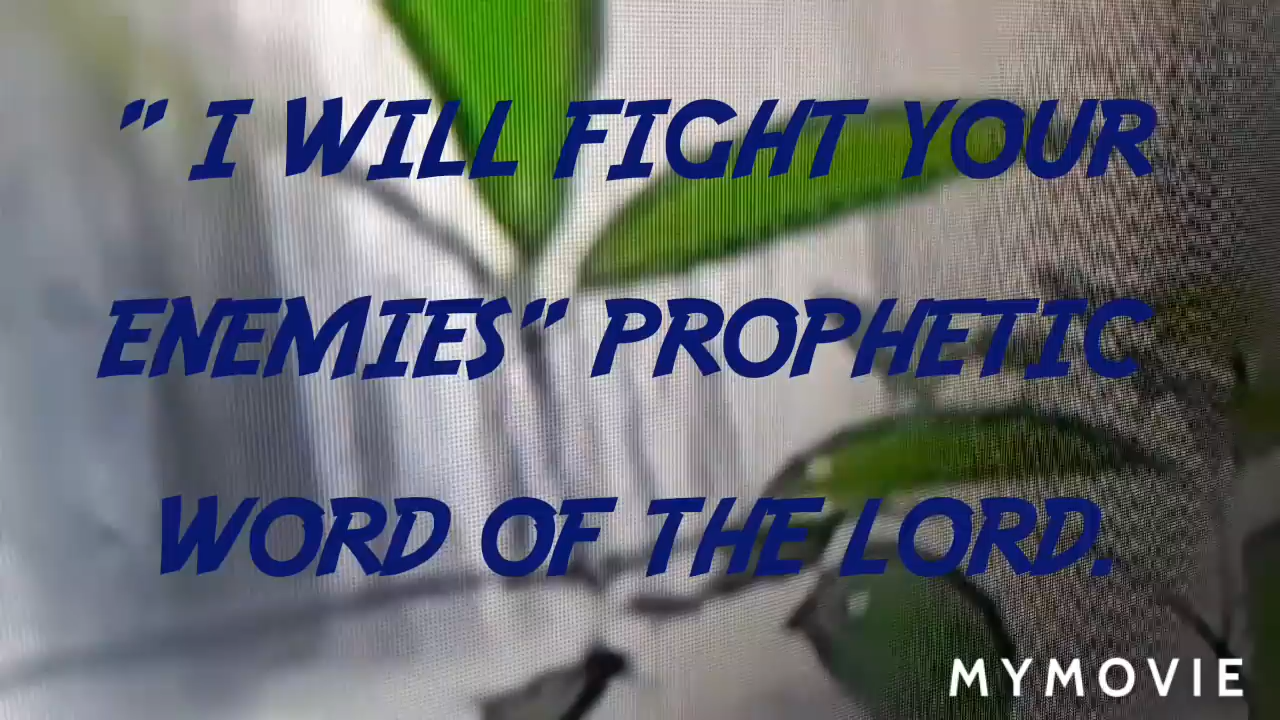 " I WILL FIGHT YOUR
ENEMIES" PROPHETIC
WORD OF THE LORD.
MYMOVIE